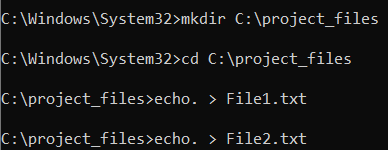 C:\Windows\System32>mkdir C:\project_files
C:\Windows\System32>cd C:\project_files
C:\project_files>echo. > File1.txt
C:\project_files>echo. > File2.txt